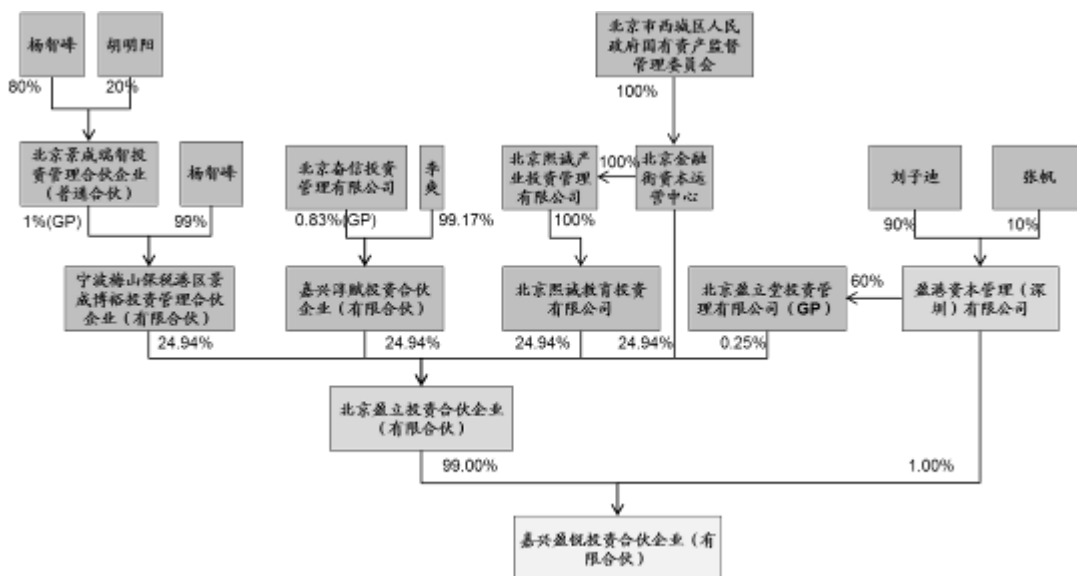 杨智峰
胡明阳
北京市西城区人民
政府国有资产监督
管理委员会
80%
20%
100%
北京景成瑞智投
资管理合伙企业
（普通合伙）
杨智峰
北京奋信投资
管理有限公司
李
爽
北京熙诚产
业投资管理
有限公司
100%
北京金融
街资本运
营中心
刘子迪
张帆
1%(GP)
99%
0.83%(GP)
99.17%
100%
90%
10%
宁波梅山保税港区景
成博裕投资管理合伙
企业（有限合伙）
嘉兴淳赋投资合伙
企业（有限合伙）
北京熙诚教育投资
有限公司
北京盈立堂投资管
理有限公司（GP）
60%
盈港资本管理（深
圳）有限公司
24.94%
24.94%
24.94%
24.94%
0.25%
北京盈立投资合伙企业
（有限合伙）
99.00%
1.00%
嘉兴盈锐投资合伙企业（有
限合伙）